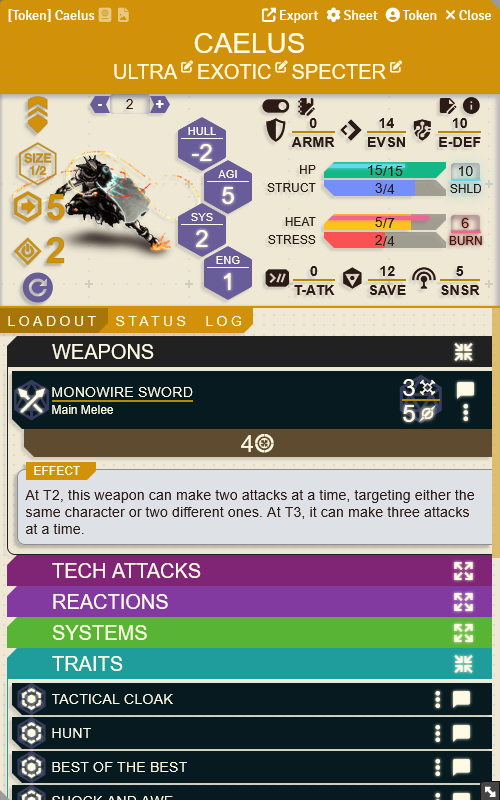 [Token] Caelus Export Sheet Token Close
CAELUS
ULTRA EXOTIC SPECTER
- 2 +
SIZE
1/2
5
2
HULL
-2
AGI
5
SYS
2
ENG
1
0 14 10
ARMR EVSN E-DEF
HP 15/15 10
STRUCT 3/4 SHLD
HEAT 5/7 6
STRESS 2/4 BURN
0 12 5
T-ATK SAVE SNSR
LOADOUT STATUS LOG
WEAPONS
MONOWIRE SWORD 3
Main Melee 5
4
EFFECT
At T2, this weapon can make two attacks at a time, targeting either the
same character or two different ones. At T3, it can make three attacks
at a time.
TECH ATTACKS
REACTIONS
SYSTEMS
TRAITS
TACTICAL CLOAK
HUNT
BEST OF THE BEST
SHOCK AND AWE